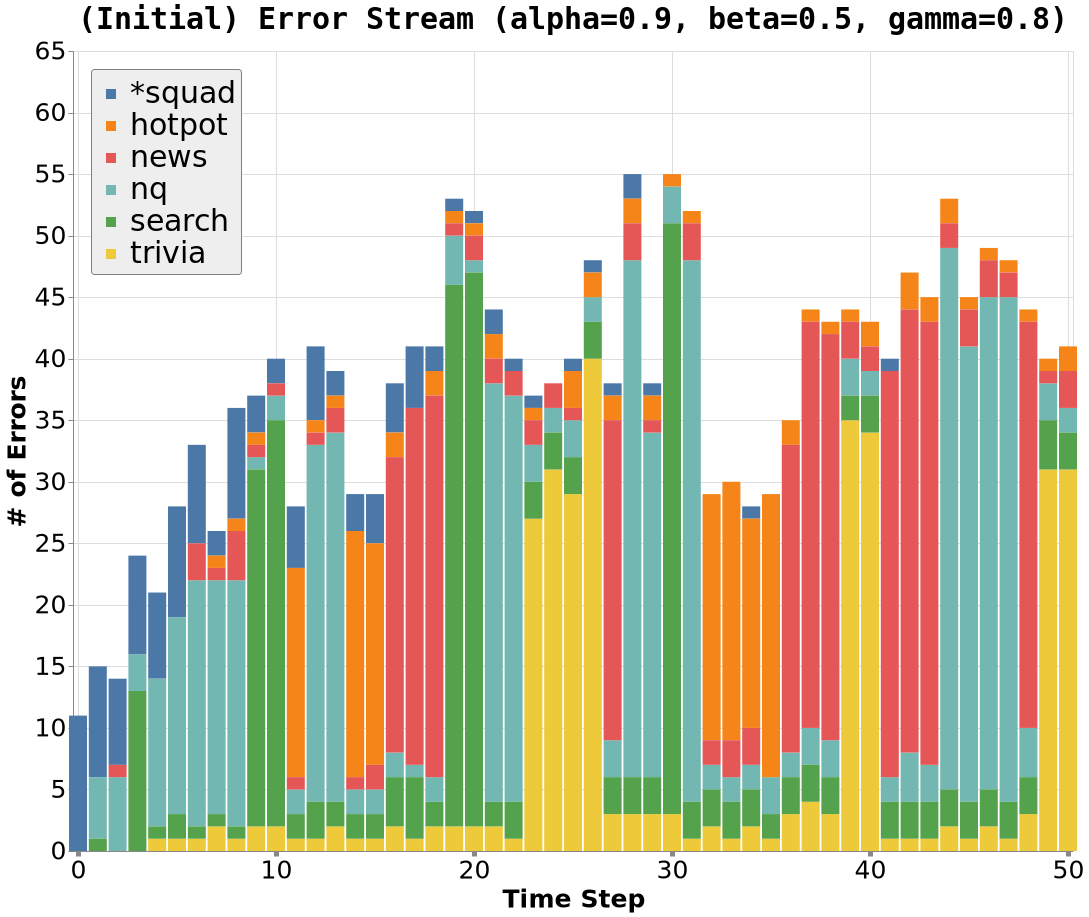 (Initial) Error Stream (alpha=0.9, beta=0.5, gamma=0.8)
65
60
55
50
45
40
35
30
25
20
15
10
5
0
# of Errors
*squad
hotpot
news
nq
search
trivia
0 10 20 30 40 50
Time Step